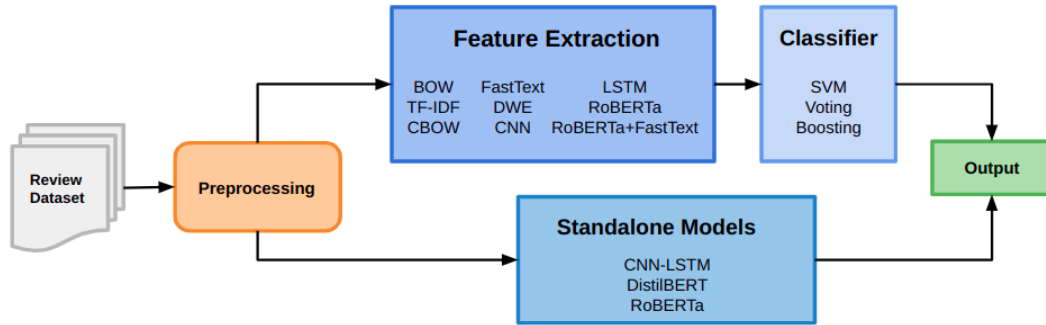 Review
Dataset
Preprocessing
Feature Extraction
BOW FastText LSTM
TF-IDF DWE RoBERTa
CBOW CNN RoBERTa+FastText
Classifier
SVM
Voting
Boosting
Standalone Models
CNN-LSTM
DistilBERT
RoBERTa
Output